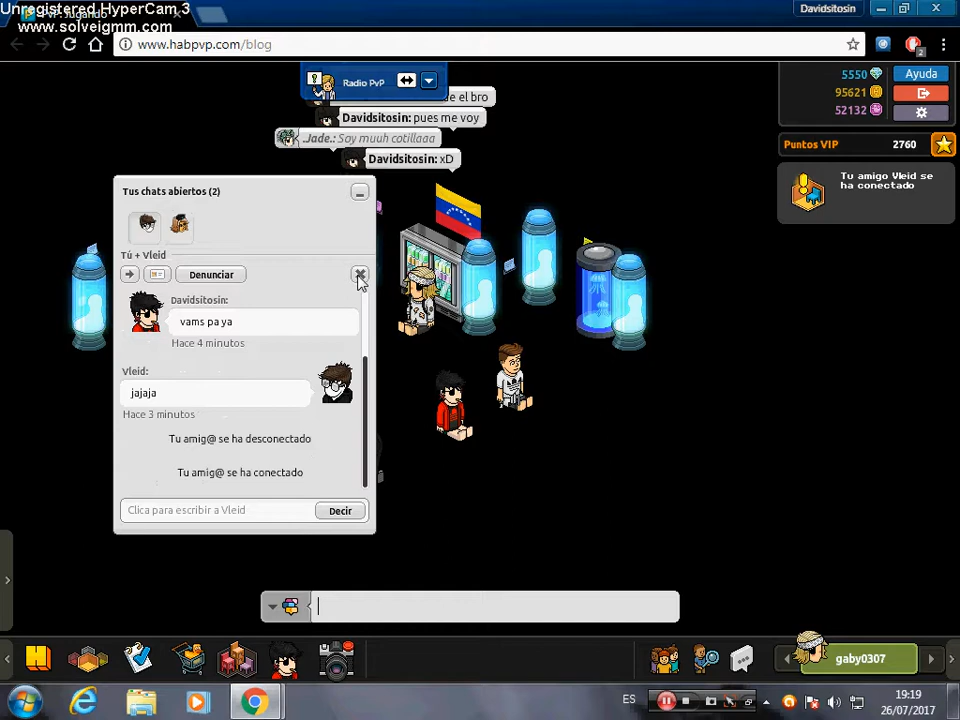 Unregistered HyperCam 3
www.solveigmm.com
Davidsitosin
www.habpvp.com/blog
2
Radio PvP
e el bro
Davidsitosin: pues me voy
.Jade.: Soy muuh cotillaaa
Davidsitosin: xD
5550
Ayuda
95621
52132
Puntos VIP 2760
Tu amigo Vleid se
ha conectado
Tus chats abiertos (2)
Tú + Vleid
Denunciar
Davidsitosin:
vams pa ya
Hace 4 minutos
Vleid:
jajaja
Hace 3 minutos
Tu amig@ se ha desconectado
Tu amig@ se ha conectado
Clica para escribir a Vleid
Decir
gaby0307
ES
19:19
26/07/2017